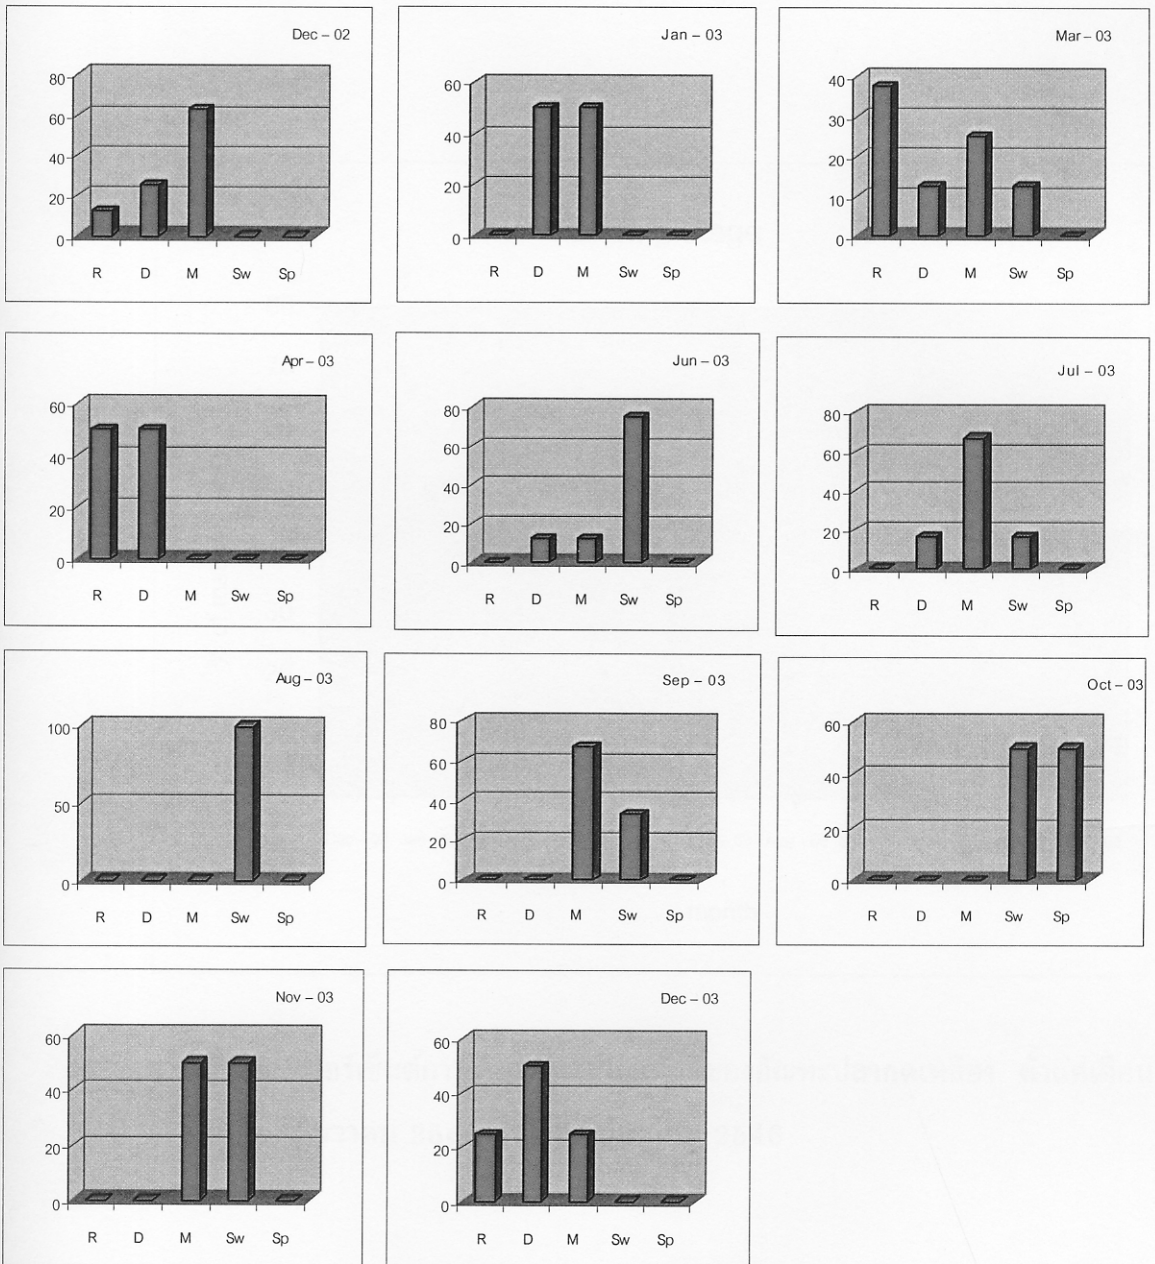 Dec – 02
80
60
40
20
0
R D M Sw Sp
Jan – 03
60
40
20
0
R D M Sw Sp
Mar – 03
40
30
20
10
0
R D M Sw Sp
Apr – 03
60
40
20
0
R D M Sw Sp
Jun – 03
80
60
40
20
0
R D M Sw Sp
Jul – 03
80
60
40
20
0
R D M Sw Sp
Aug – 03
100
50
0
R D M Sw Sp
Sep – 03
80
60
40
20
0
R D M Sw Sp
Oct – 03
60
40
20
0
R D M Sw Sp
Nov – 03
60
40
20
0
R D M Sw Sp
Dec – 03
60
40
20
0
R D M Sw Sp